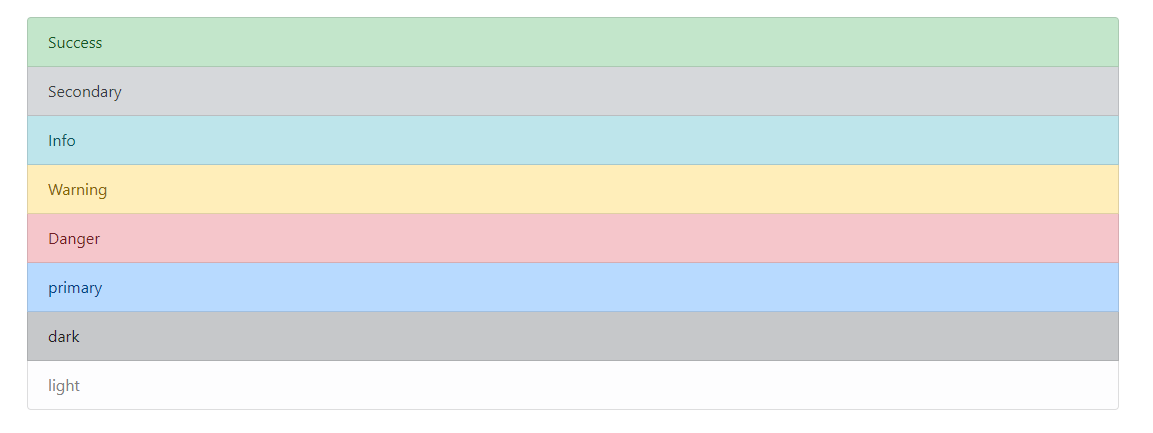 Success
Secondary
Info
Warning
Danger
primary
dark
light